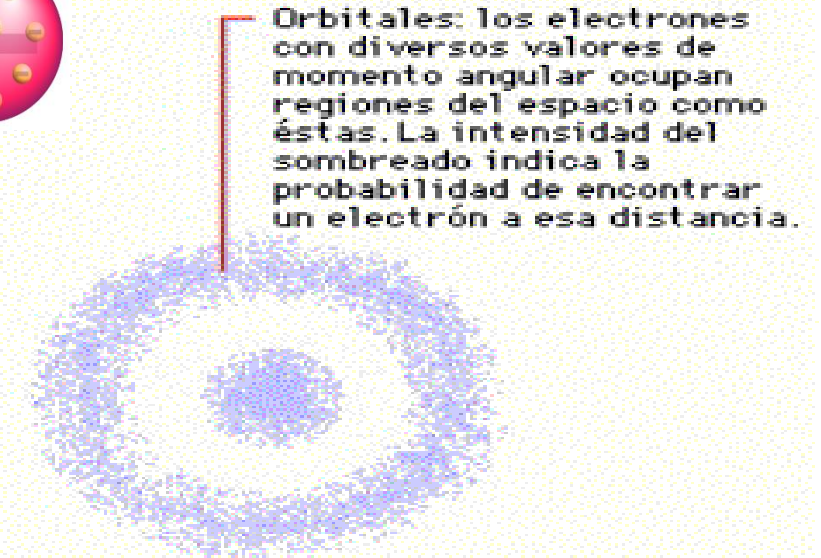 Orbitales: los electrones
con diversos valores de
momento angular ocupan
regiones del espacio como
éstas. La intensidad del
sombreado indica la
probabilidad de encontrar
un electrón a esa distancia.